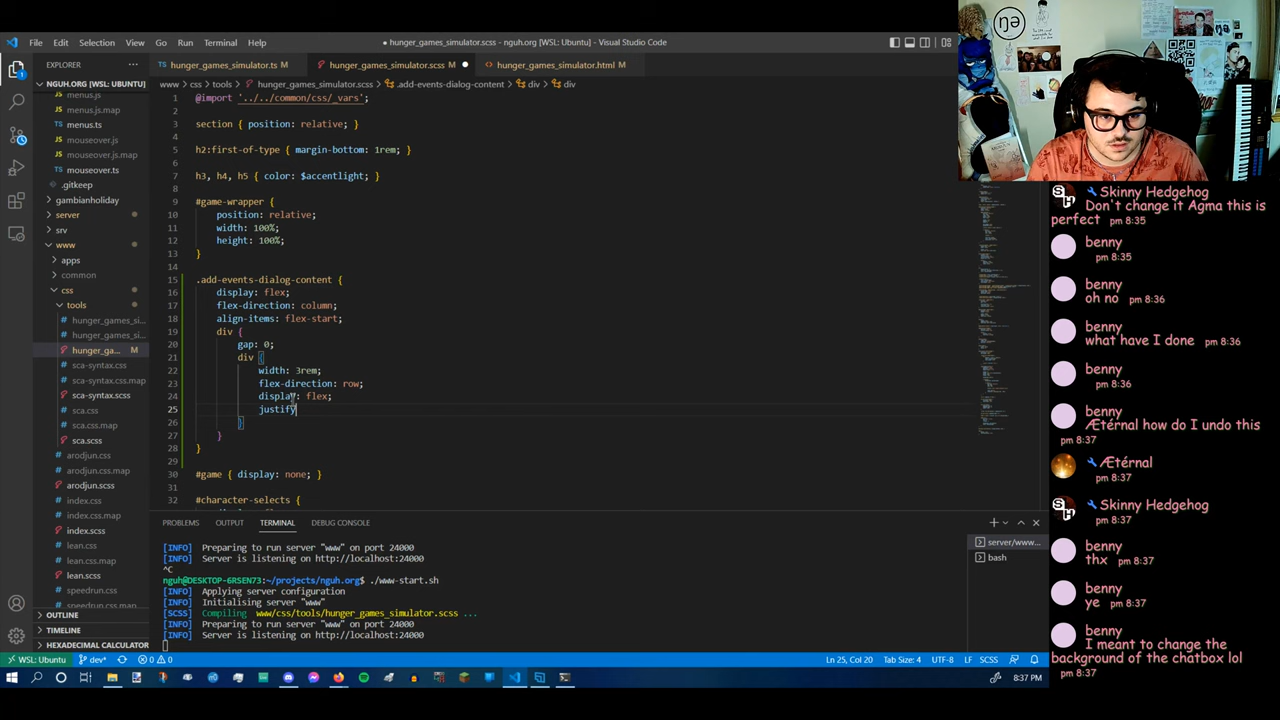 File Edit Selection View Go Run Terminal Help
● hunger_games_simulator.scss - nguh.org [WSL: Ubuntu] - Visual Studio Code
EXPLORER
NGUH.ORG [WSL: UBUNTU]
menus.js
menus.js.map
menus.ts
mouseover.js
mouseover.js.map
mouseover.ts
.gitkeep
gambianholiday
server
srv
www
apps
common
css
tools
hunger_games_si...
hunger_games_si...
hunger_ga... M
sca-syntax.css
sca-syntax.css.map
sca-syntax.scss
sca.css
sca.css.map
sca.scss
arodjun.css
arodjun.css.map
arodjun.scss
index.css
index.css.map
index.scss
lean.css
lean.css.map
lean.scss
speedrun.css
speedrun.css.map
OUTLINE
TIMELINE
HEXADECIMAL CALCULATOR
hunger_games_simulator.ts M
hunger_games_simulator.scss M ●
hunger_games_simulator.html M
www > css > tools > hunger_games_simulator.scss > .add-events-dialog-content > div > div
1 @import '../../common/css/_vars';
2
3 section { position: relative; }
4
5 h2:first-of-type { margin-bottom: 1rem; }
6
7 h3, h4, h5 { color: $accentlight; }
8
9 #game-wrapper {
10 position: relative;
11 width: 100%;
12 height: 100%;
13 }
14
15 .add-events-dialog-content {
16 display: flex;
17 flex-direction: column;
18 align-items: flex-start;
19 div {
20 gap: 0;
21 div {
22 width: 3rem;
23 flex-direction: row;
24 display: flex;
25 justify
26 }
27 }
28 }
29
30 #game { display: none; }
31
32 #character-selects {
PROBLEMS OUTPUT TERMINAL DEBUG CONSOLE
[INFO] Preparing to run server "www" on port 24000
[INFO] Server is listening on http://localhost:24000
^C
nguh@DESKTOP-6RSEN73:~/projects/nguh.org$ ./www-start.sh
[INFO] Applying server configuration
[INFO] Initialising server "www"
[SCSS] Compiling www/css/tools/hunger_games_simulator.scss ...
[INFO] Preparing to run server "www" on port 24000
[INFO] Server is listening on http://localhost:24000
server/www...
bash
WSL: Ubuntu dev* 0 0
Ln 25, Col 20 Tab Size: 4 UTF-8 LF SCSS
8:37 PM
ŋə
Skinny Hedgehog
Don't change it Agma this is
perfect pm 8:35
benny
pm 8:35
benny
oh no pm 8:36
benny
what have I done pm 8:36
benny
Ætérnal how do I undo this
pm 8:37
Ætérnal
pm 8:37
Skinny Hedgehog
pm 8:37
benny
thx pm 8:37
benny
ye pm 8:37
benny
I meant to change the
background of the chatbox lol
pm 8:37